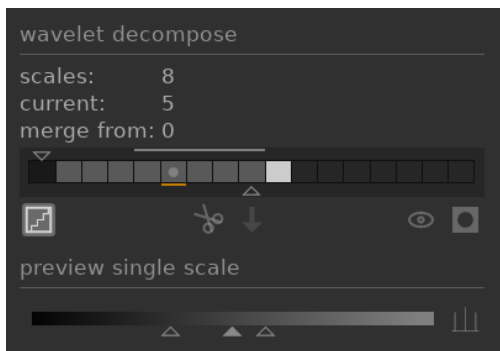 wavelet decompose
scales: 8
current: 5
merge from: 0
preview single scale